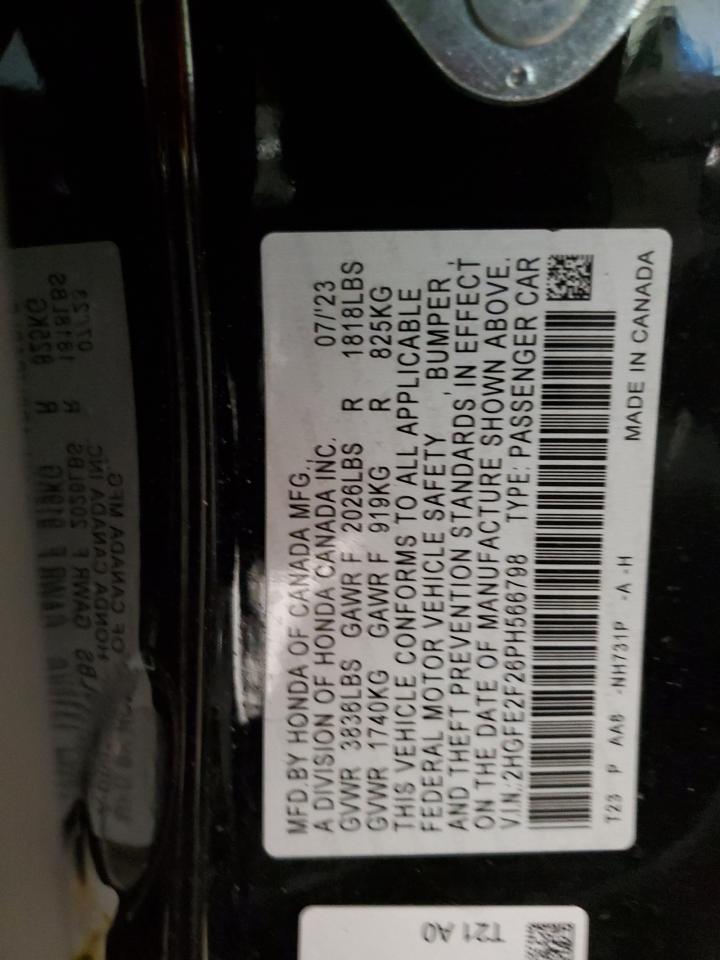 MFD.BY HONDA OF CANADA MFG.,
A DIVISION OF HONDA CANADA INC. 07/'23
GVWR 3836LBS GAWR F 2026LBS R 1818LBS
GVWR 1740KG GAWR F 919KG R 825KG
THIS VEHICLE CONFORMS TO ALL APPLICABLE
FEDERAL MOTOR VEHICLE SAFETY , BUMPER ,
AND THEFT PREVENTION STANDARDS IN EFFECT
ON THE DATE OF MANUFACTURE SHOWN ABOVE.
V.I.N.:2HGFE2F26PH566798 TYPE: PASSENGER CAR
T23 P AA8 -NH731P -A -H MADE IN CANADA
T21 A0